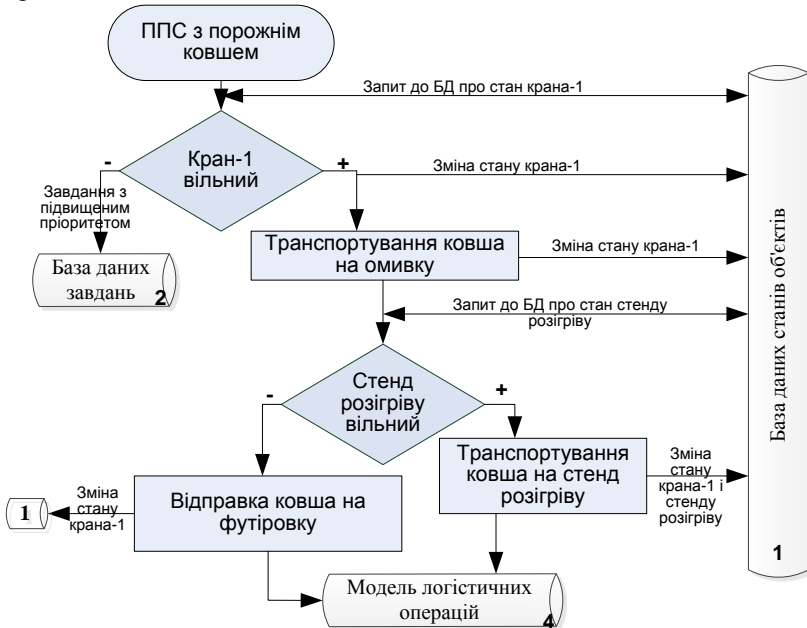 ППС з порожнім
ковшем
Запит до БД про стан крана-1
-
Кран-1
вільний
+
Зміна стану крана-1
Завдання з
підвищеним
пріоритетом
Транспортування ковша
на омивку
Зміна стану крана-1
База даних
завдань
2
Запит до БД про стан стенду
розігріву
База даних станів об'єктів
Стенд
розігріву
вільний
-
+
Транспортування
ковша на стенд
розігріву
Зміна
стану
крана-1 і
стенду
розігріву
1
Зміна
стану
крана-1
Відправка ковша на
футіровку
1
Модель логістичних
операцій
4